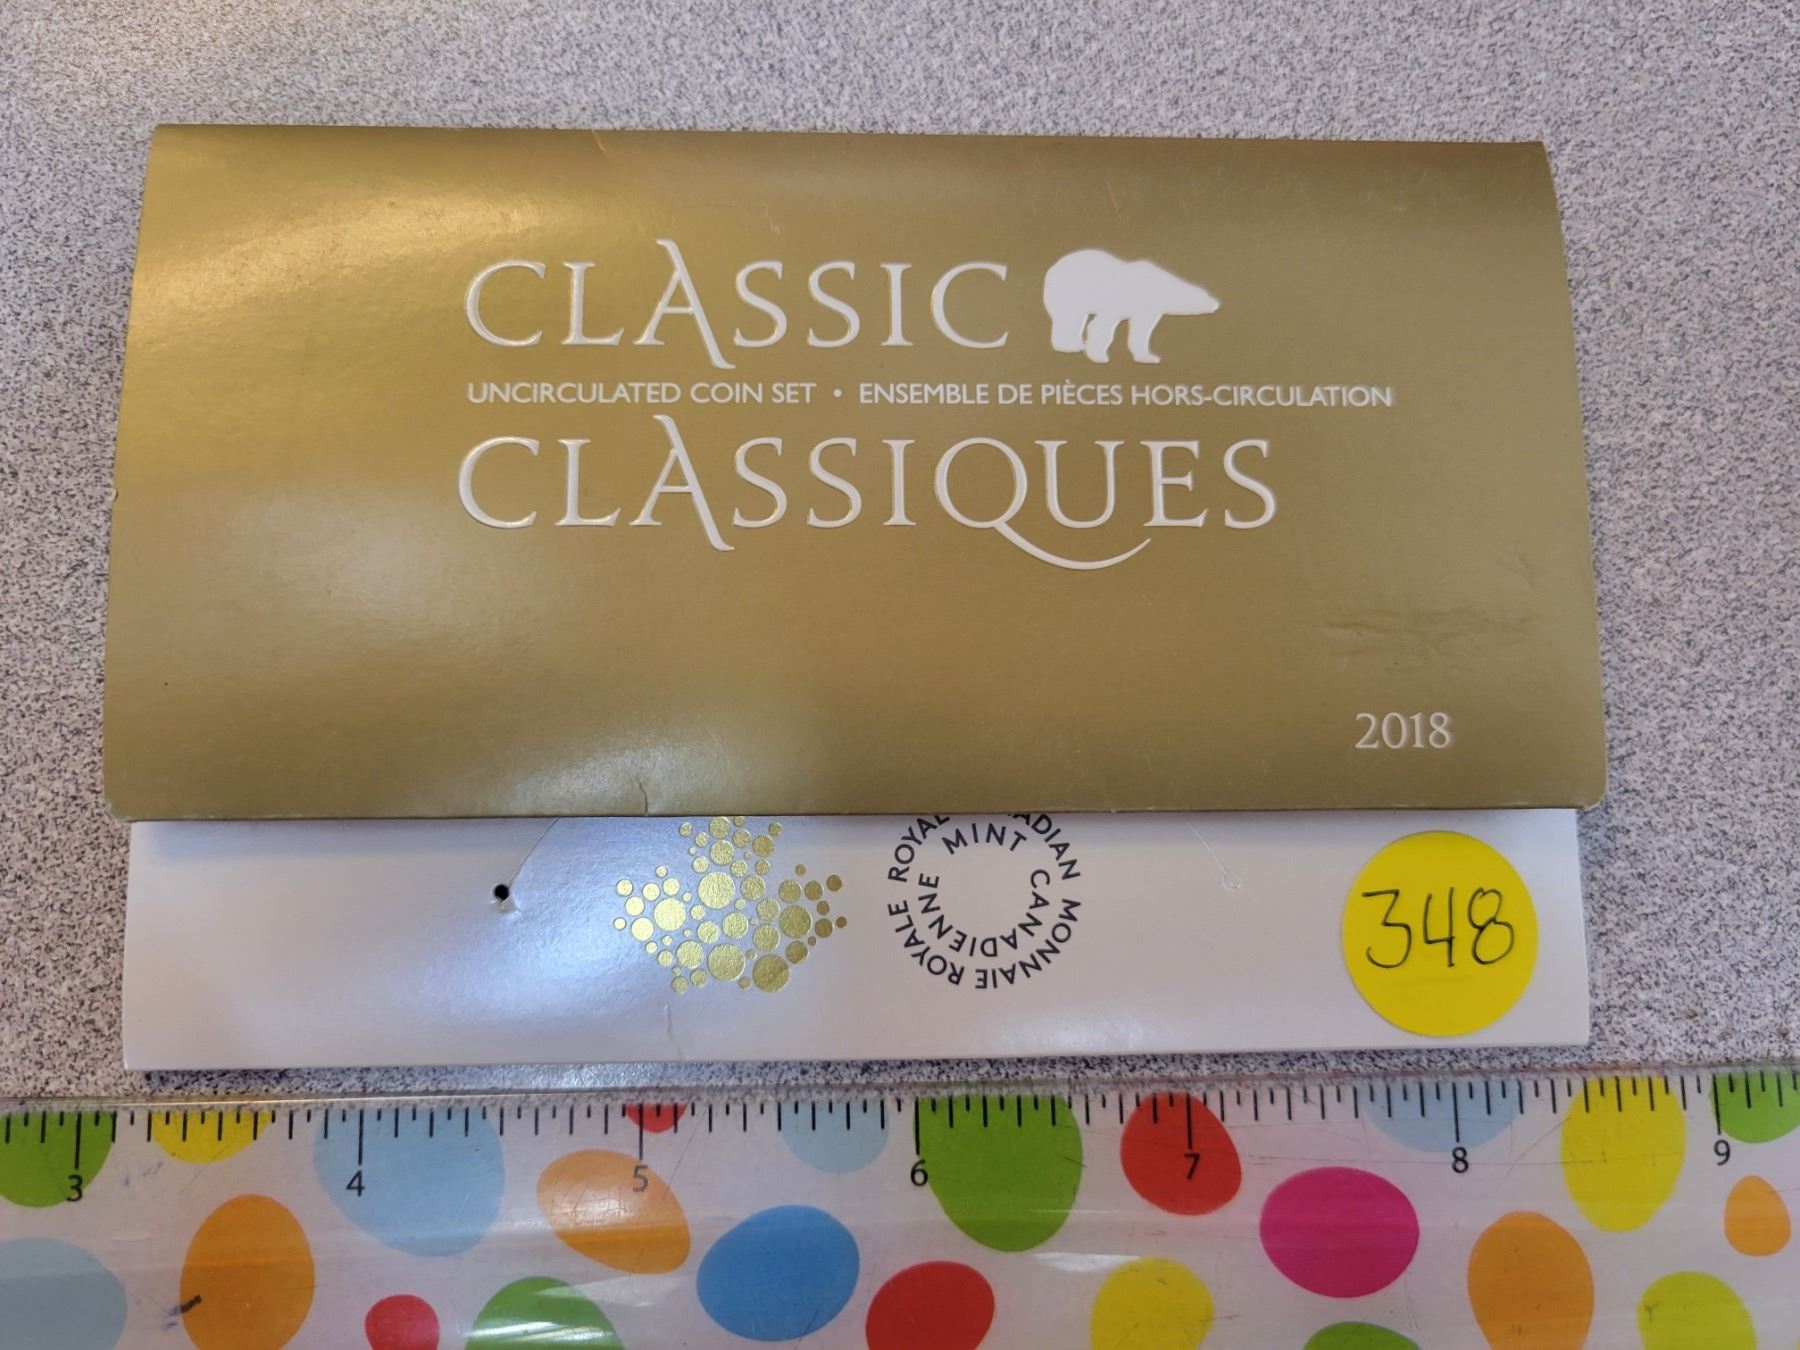 CLASSIC
UNCIRCULATED COIN SET • ENSEMBLE DE PIÈCES HORS-CIRCULATION
CLASSIQUES
2018
ROYAL ADIAN MONNAIE ROYALE
MINT CANADIENNE
348
3 4 5 6 7 8 9